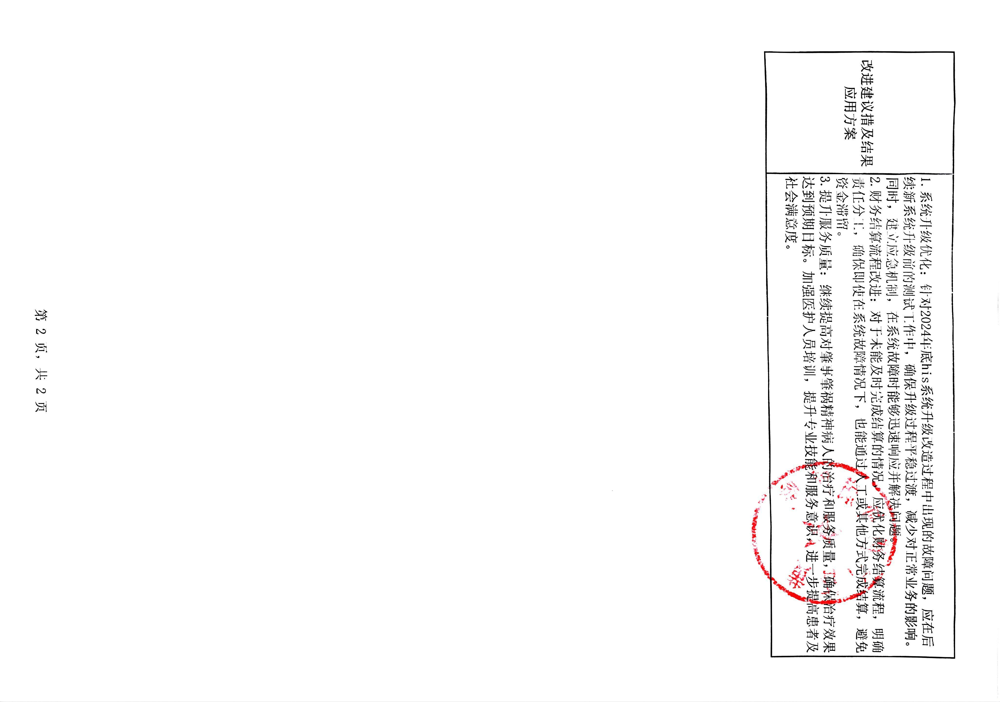 改进建议措及结果
应用方案
1. 系统升级优化：针对2024年底his系统升级改造过程中出现的故障问题，应在后
续新系统升级前的测试工作中，确保升级过程平稳过渡，减少对正常业务的影响。
同时，建立应急机制，在系统故障时能够迅速响应并解决问题。
2. 财务结算流程改进：对于未能及时完成结算的情况，应优化财务结算流程，明确
责任分工，确保即使在系统故障情况下，也能通过人工或其他方式完成结算，避免
资金滞留。
3. 提升服务质量：继续提高对肇事肇祸精神病人的治疗和服务质量，确保治疗效果
达到预期目标。加强医护人员培训，提升专业技能和服务意识，进一步提高患者及
社会满意度。
第 2 页，共 2 页